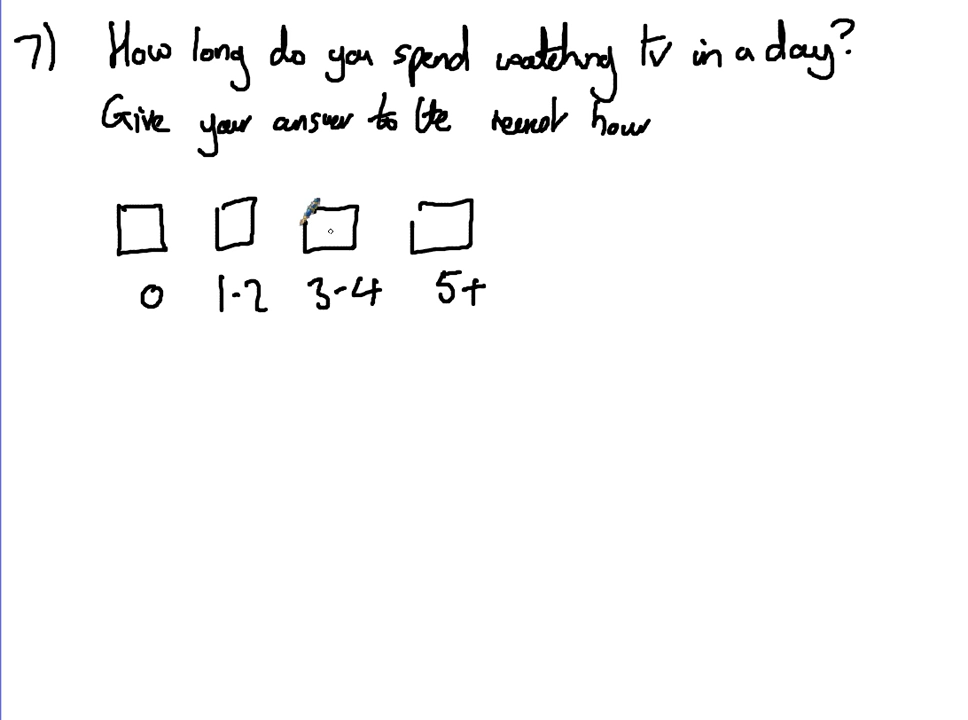 7) How long do you spend watching tv in a day?
Give your answer to the nearest hour
0 1-2 3-4 5+